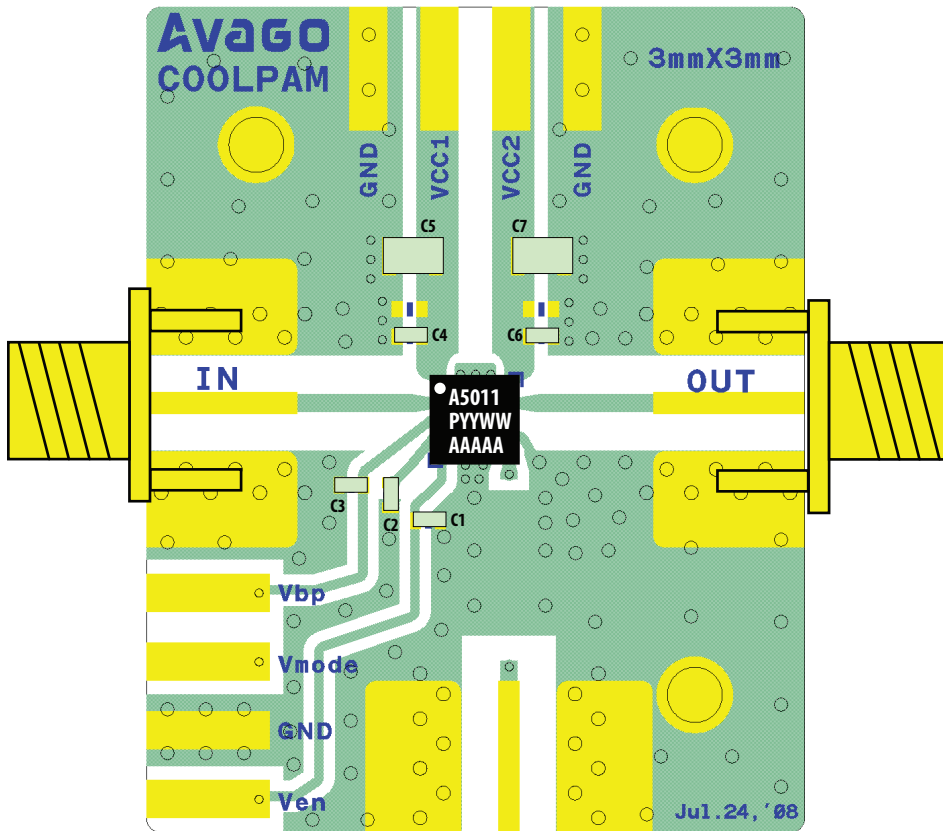 Avago
COOLPAM
3mmX3mm
GND
VCC1
VCC2
GND
C5
C7
C4
C6
IN
OUT
A5011
PYYWW
AAAAA
C3
C2
C1
Vbp
Vmode
GND
Ven
Jul.24,'08